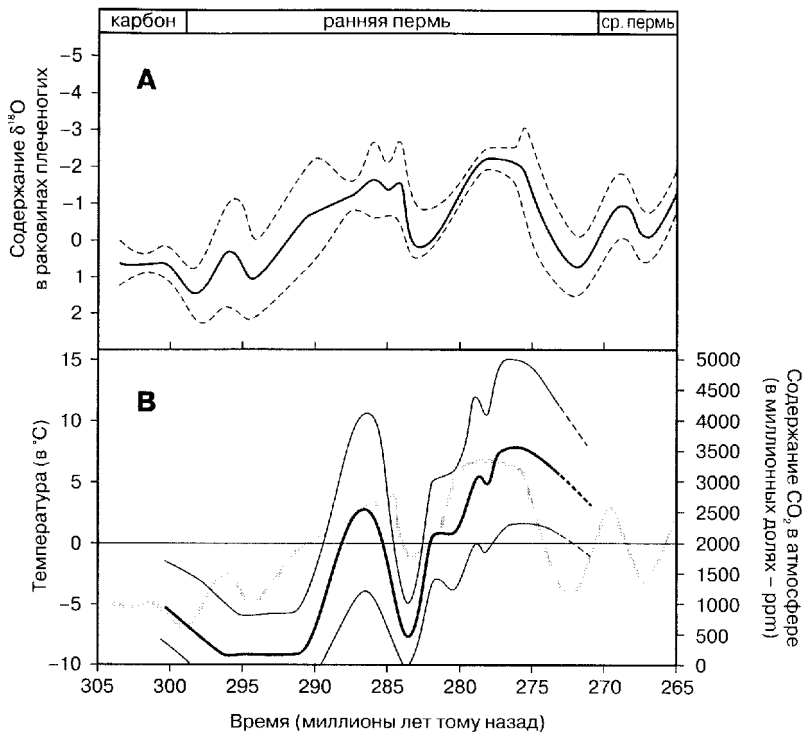 карбон ранняя пермь ср. пермь
A
Содержание δ¹⁸O
в раковинах плеченогих
-5
-4
-3
-2
-1
0
1
2
B
Температура (в °C)
15
10
5
0
-5
-10
5000
4500
4000
3500
3000
2500
2000
1500
1000
500
0
Содержание CO₂ в атмосфере
(в миллионных долях – ppm)
305 300 295 290 285 280 275 270 265
Время (миллионы лет тому назад)